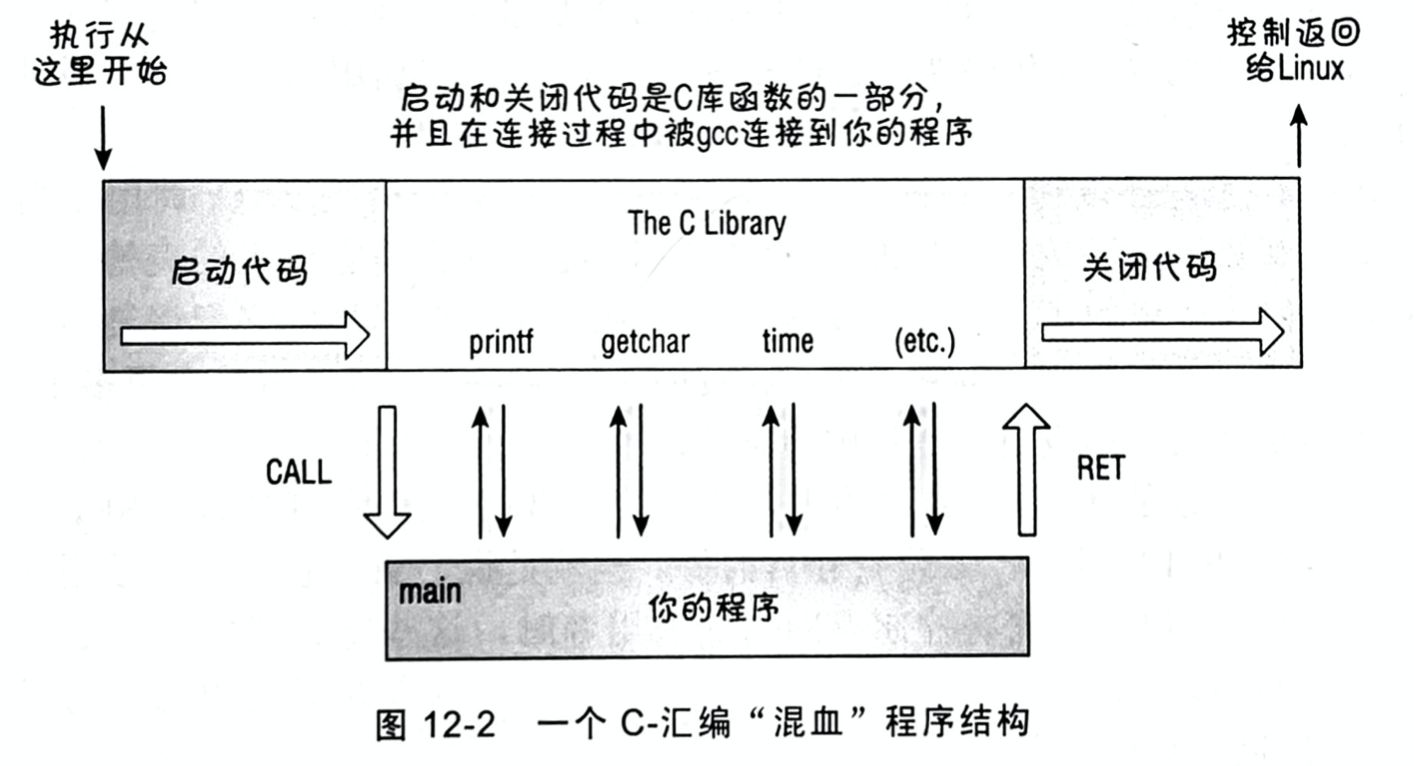 执行从
这里开始
控制返回
给Linux
启动和关闭代码是C库函数的一部分，
并且在连接过程中被gcc连接到你的程序
The C Library
启动代码
关闭代码
printf getchar time (etc.)
CALL
RET
main
你的程序
图 12-2 一个 C-汇编“混血”程序结构